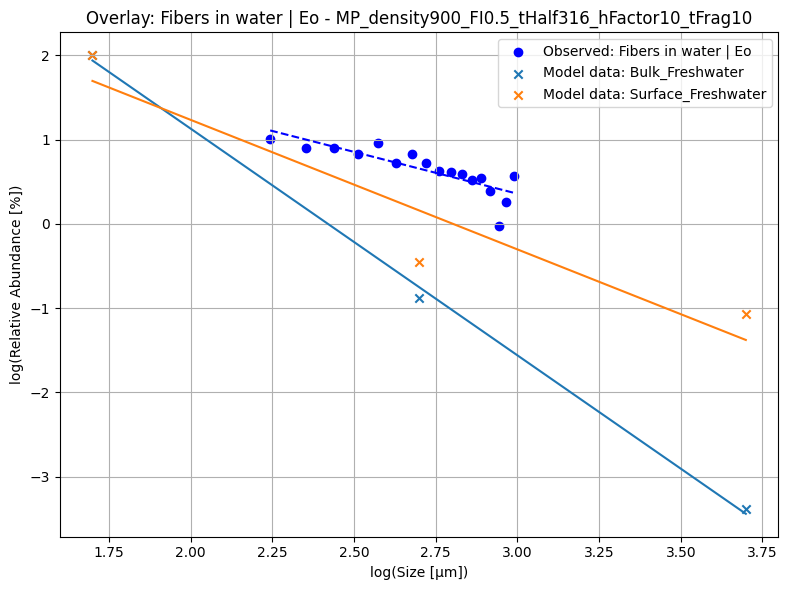 Overlay: Fibers in water | Eo - MP_density900_FI0.5_tHalf316_hFactor10_tFrag10
Observed: Fibers in water | Eo
Model data: Bulk_Freshwater
Model data: Surface_Freshwater
log(Relative Abundance [%])
2
1
0
−1
−2
−3
1.75
2.00
2.25
2.50
2.75
3.00
3.25
3.50
3.75
log(Size [μm])